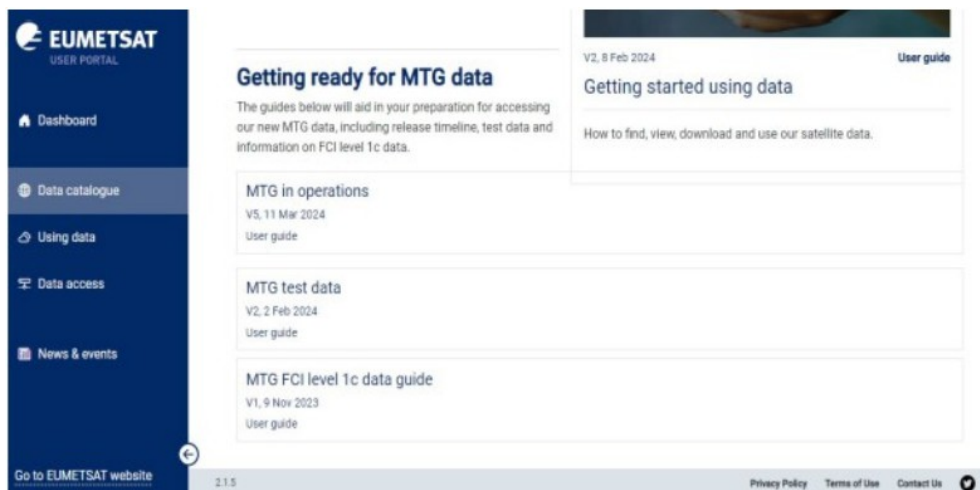 EUMETSAT
USER PORTAL
Dashboard
Data catalogue
Using data
Data access
News & events
Go to EUMETSAT website
Getting ready for MTG data
The guides below will aid in your preparation for accessing
our new MTG data, including release timeline, test data and
information on FCI level 1c data.
V2, 8 Feb 2024 User guide
Getting started using data
How to find, view, download and use our satellite data.
MTG in operations
V5, 11 Mar 2024
User guide
MTG test data
V2, 2 Feb 2024
User guide
MTG FCI level 1c data guide
V1, 9 Nov 2023
User guide
2.1.5 Privacy Policy Terms of Use Contact Us